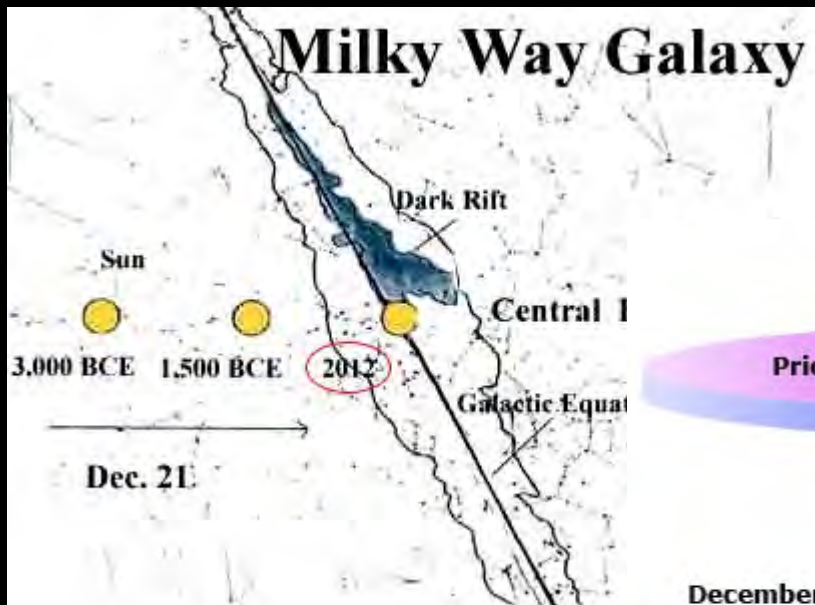 Milky Way Galaxy
Dark Rift
Sun
Central
3,000 BCE 1,500 BCE 2012
Galactic Equat
Dec. 21
Pric
December